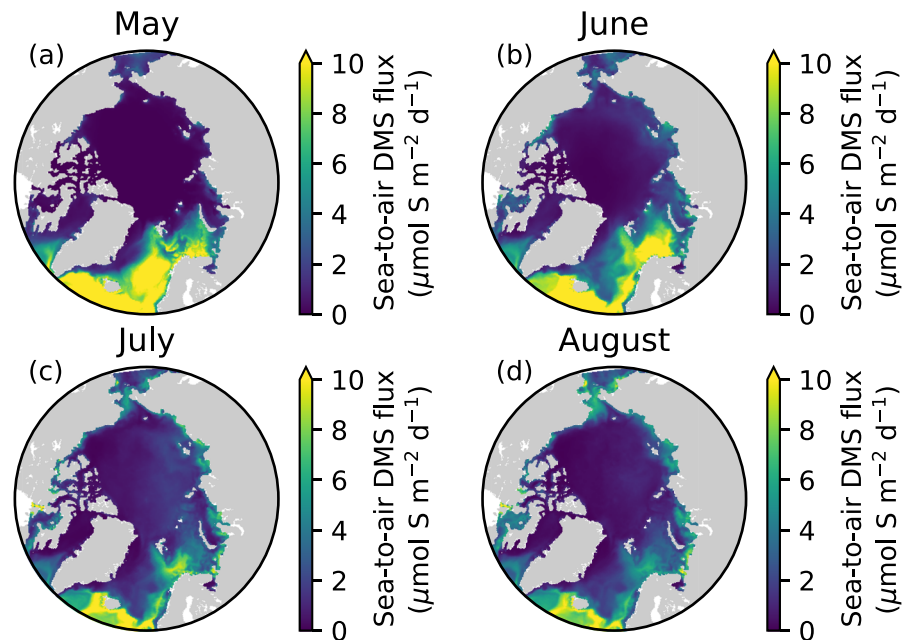 May
(a)
10
8
6
4
2
0
Sea-to-air DMS flux
(μmol S m⁻² d⁻¹)
June
(b)
10
8
6
4
2
0
Sea-to-air DMS flux
(μmol S m⁻² d⁻¹)
July
(c)
10
8
6
4
2
0
Sea-to-air DMS flux
(μmol S m⁻² d⁻¹)
August
(d)
10
8
6
4
2
0
Sea-to-air DMS flux
(μmol S m⁻² d⁻¹)